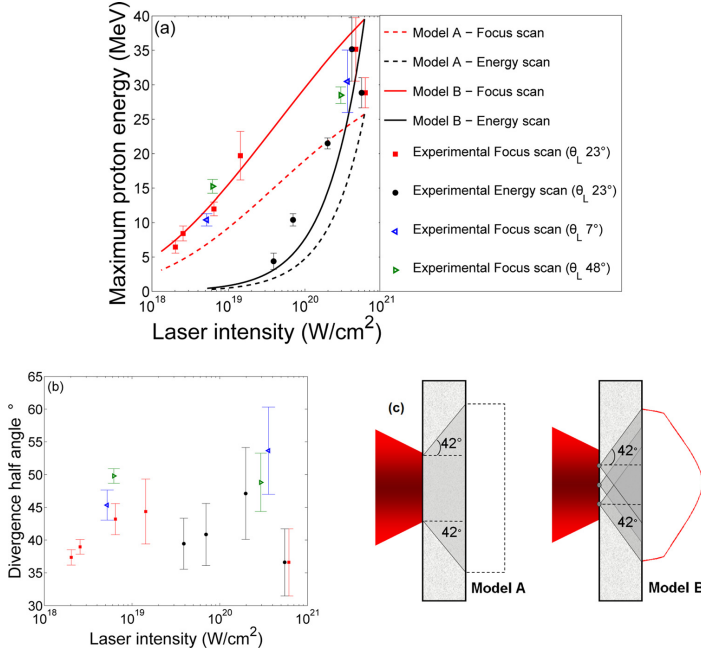 (a)
Maximum proton energy (MeV)
40
35
30
25
20
15
10
5
0
10^18
10^19
10^20
10^21
Laser intensity (W/cm^2)
Model A − Focus scan
Model A − Energy scan
Model B − Focus scan
Model B − Energy scan
Experimental Focus scan (θ_L 23°)
Experimental Energy scan (θ_L 23°)
Experimental Focus scan (θ_L 7°)
Experimental Focus scan (θ_L 48°)
(b)
Divergence half angle °
65
60
55
50
45
40
35
30
10^18
10^19
10^20
10^21
Laser intensity (W/cm^2)
(c)
42°
42°
Model A
42°
42°
Model B